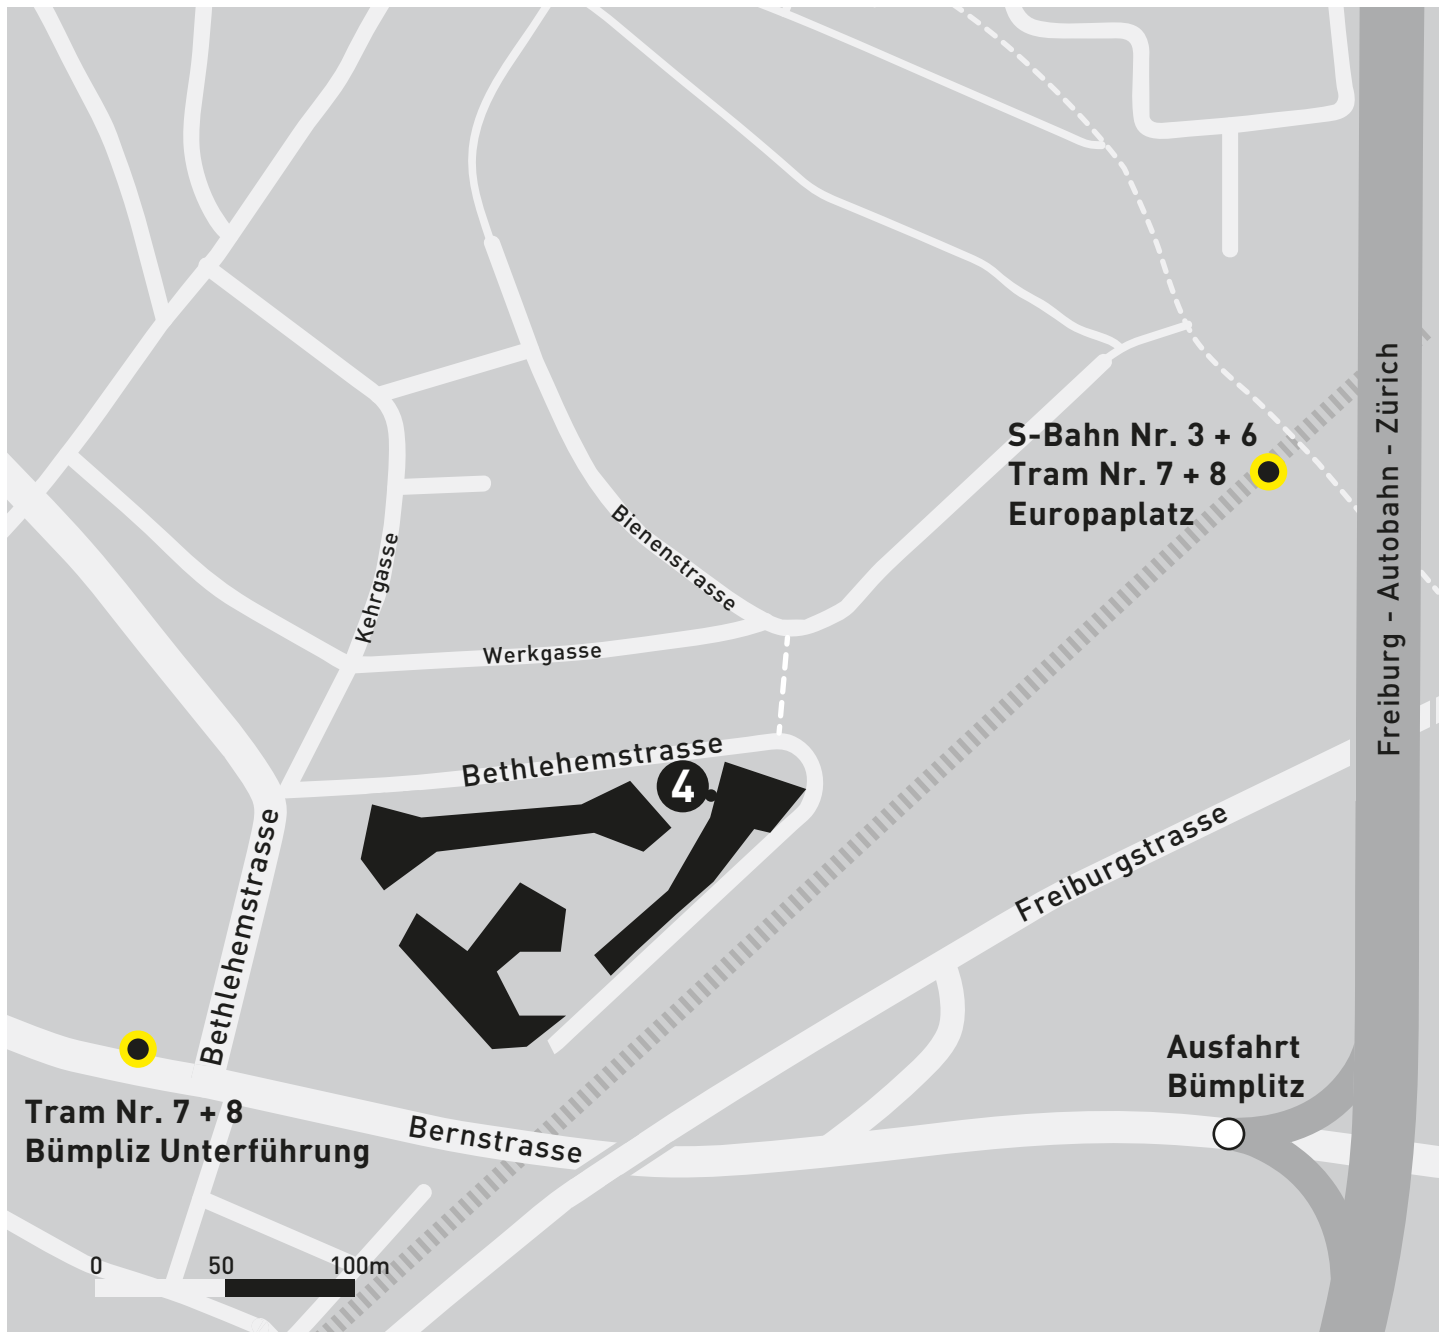 S-Bahn Nr. 3 + 6
Tram Nr. 7 + 8
Europaplatz
Freiburg - Autobahn - Zürich
Bienenstrasse
Kehrgasse
Werkgasse
Bethlehemstrasse
4
Bethlehemstrasse
Freiburgstrasse
Ausfahrt
Bümplitz
Tram Nr. 7 + 8
Bümpliz Unterführung
Bernstrasse
0 50 100m